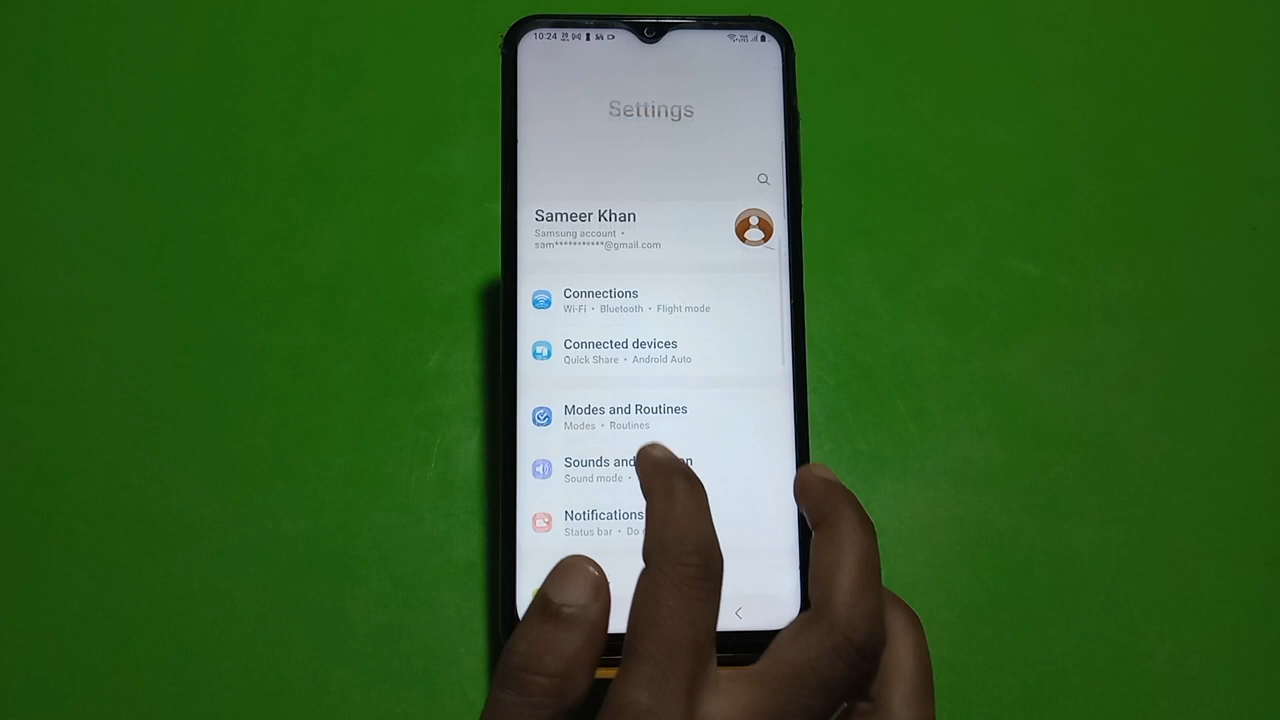 10:24
Settings
Sameer Khan
Samsung account •
sam***********@gmail.com
Connections
Wi-Fi • Bluetooth • Flight mode
Connected devices
Quick Share • Android Auto
Modes and Routines
Modes • Routines
Sounds and
Sound mode •
Notifications
Status bar • Do